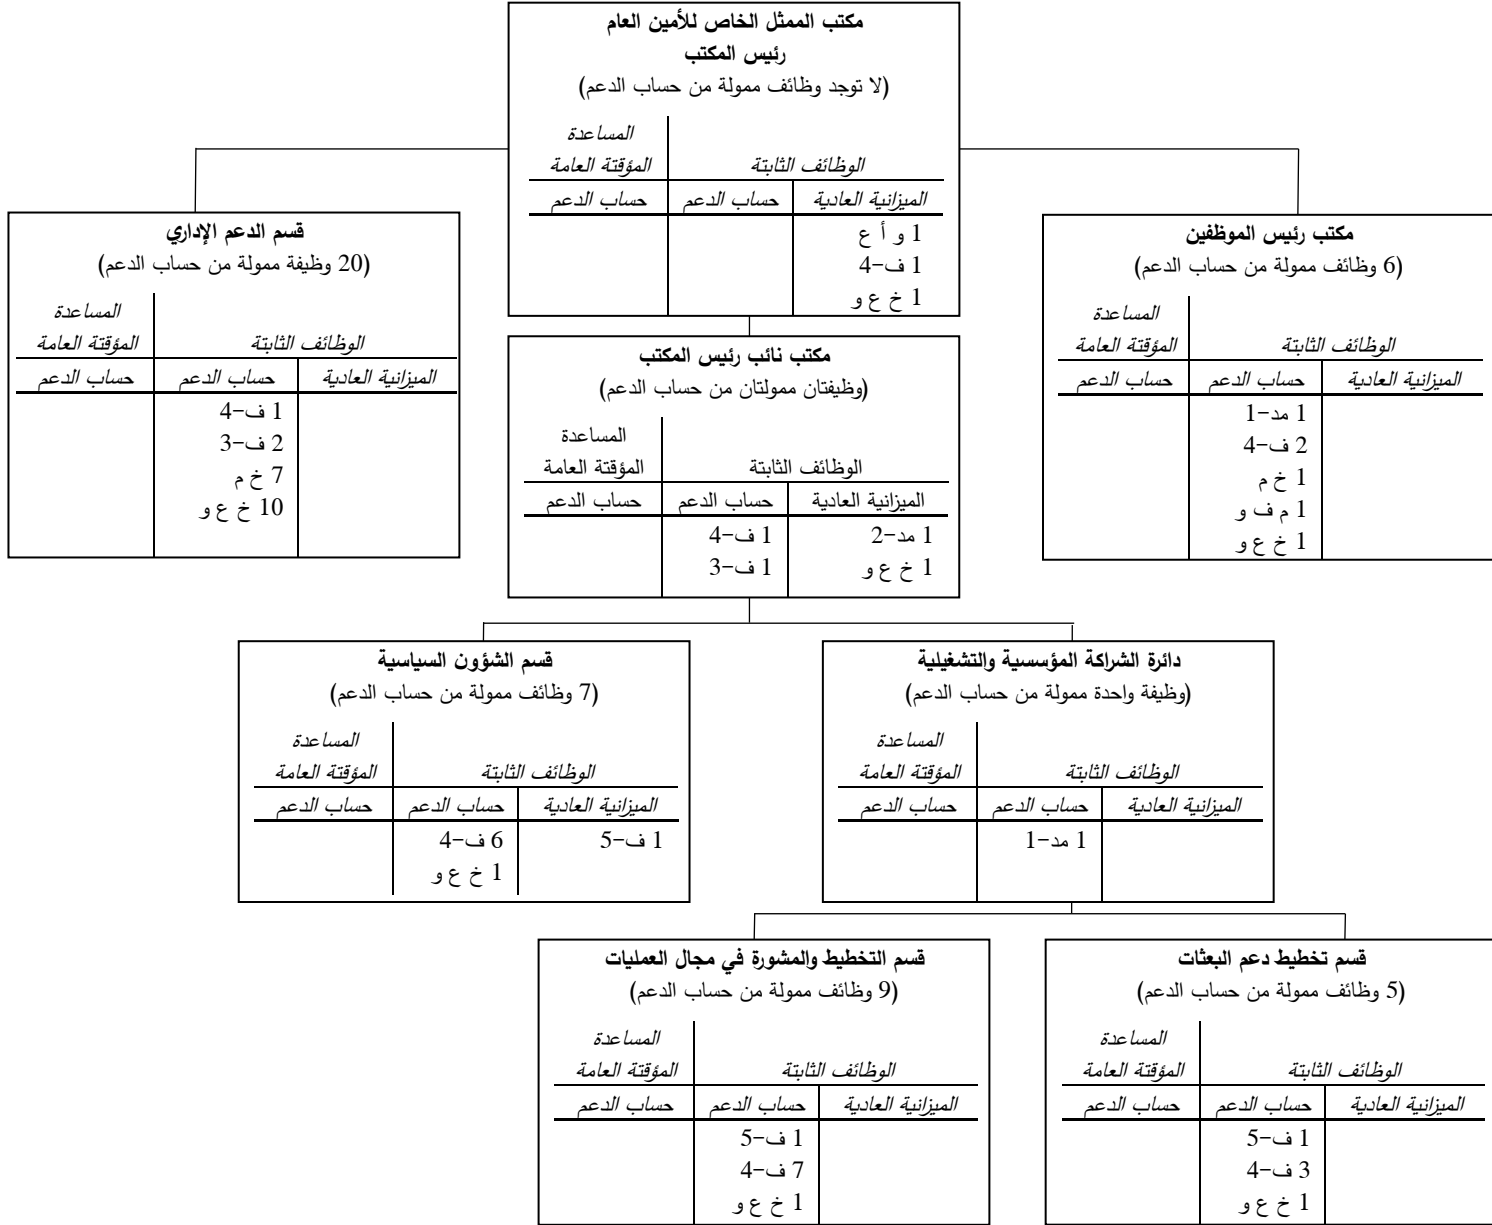 مكتب الممثل الخاص للأمين العام
رئيس المكتب
(لا توجد وظائف ممولة من حساب الدعم)
المساعدة
الوظائف الثابتة المؤقتة العامة
الميزانية العادية حساب الدعم حساب الدعم
1 و أ ع
1 ف-4
1 خ ع و
مكتب رئيس الموظفين
(6 وظائف ممولة من حساب الدعم)
المساعدة
الوظائف الثابتة المؤقتة العامة
الميزانية العادية حساب الدعم حساب الدعم
1 مد-1
2 ف-4
1 خ م
1 م ف و
1 خ ع و
قسم الدعم الإداري
(20 وظيفة ممولة من حساب الدعم)
المساعدة
الوظائف الثابتة المؤقتة العامة
الميزانية العادية حساب الدعم حساب الدعم
1 ف-4
2 ف-3
7 خ م
10 خ ع و
مكتب نائب رئيس المكتب
(وظيفتان ممولتان من حساب الدعم)
المساعدة
الوظائف الثابتة المؤقتة العامة
الميزانية العادية حساب الدعم حساب الدعم
1 مد-2 1 ف-4
1 خ ع و 1 ف-3
دائرة الشراكة المؤسسية والتشغيلية
(وظيفة واحدة ممولة من حساب الدعم)
المساعدة
الوظائف الثابتة المؤقتة العامة
الميزانية العادية حساب الدعم حساب الدعم
1 مد-1
قسم الشؤون السياسية
(7 وظائف ممولة من حساب الدعم)
المساعدة
الوظائف الثابتة المؤقتة العامة
الميزانية العادية حساب الدعم حساب الدعم
1 ف-5 6 ف-4
1 خ ع و
قسم تخطيط دعم البعثات
(5 وظائف ممولة من حساب الدعم)
المساعدة
الوظائف الثابتة المؤقتة العامة
الميزانية العادية حساب الدعم حساب الدعم
1 ف-5
3 ف-4
1 خ ع و
قسم التخطيط والمشورة في مجال العمليات
(9 وظائف ممولة من حساب الدعم)
المساعدة
الوظائف الثابتة المؤقتة العامة
الميزانية العادية حساب الدعم حساب الدعم
1 ف-5
7 ف-4
1 خ ع و